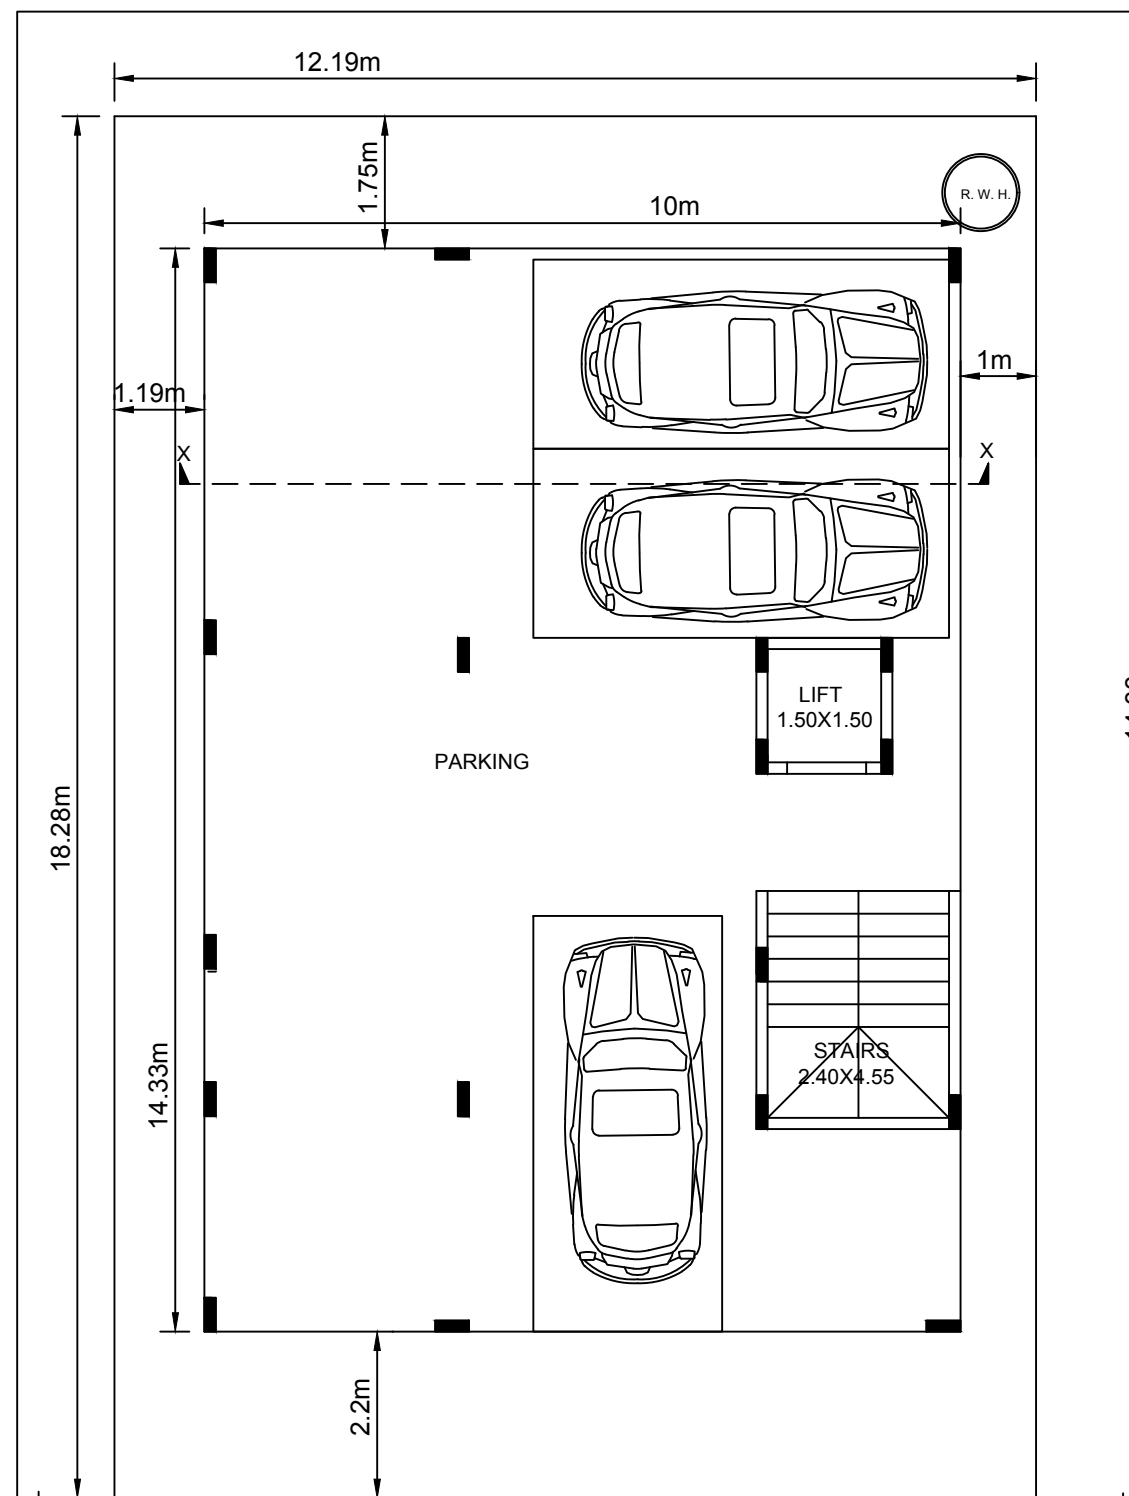 12.19m
1.75m
R. W. H.
10m
1m
1.19m
X
X
LIFT
1.50X1.50
PARKING
18.28m
STAIRS
2.40X4.55
14.33m
2.2m